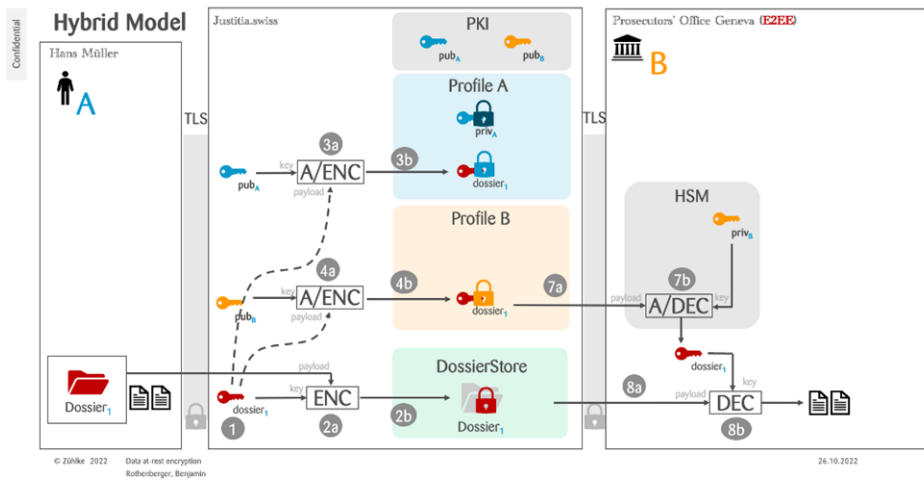 Confidential
Hybrid Model
Hans Müller
A
TLS
Justitia.swiss
PKI
pubA
pubB
Profile A
privA
3a
3b
key
pubA
A/ENC
payload
dossier1
Profile B
4a
4b
key
pubB
A/ENC
payload
dossier1
7a
Dossier1
payload
key
dossier1
ENC
1
2a
2b
DossierStore
Dossier1
8a
TLS
Prosecutors' Office Geneva (E2EE)
B
HSM
privB
7b
payload
A/DEC
key
dossier1
key
payload
DEC
8b
© Zühlke 2022
Data at-rest encryption
Rothenberger, Benjamin
26.10.2022